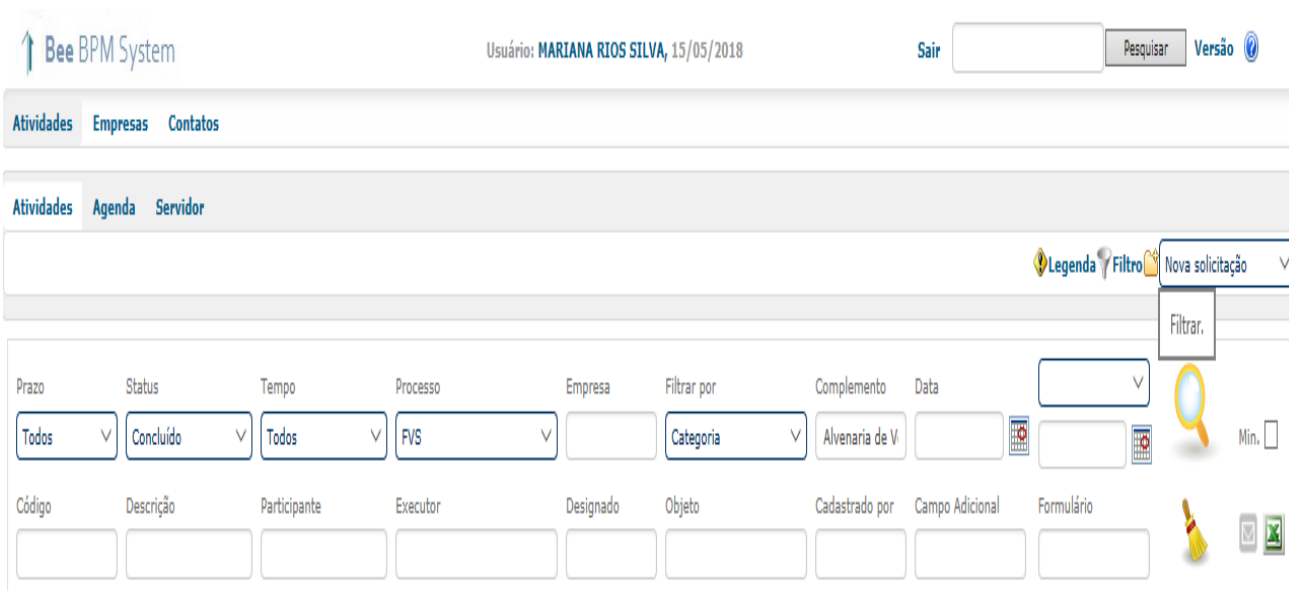 Bee BPM System Usuário: MARIANA RIOS SILVA, 15/05/2018 Sair Pesquisar Versão
Atividades Empresas Contatos
Atividades Agenda Servidor
Legenda Filtro Nova solicitação
Filtrar.
Prazo Status Tempo Processo Empresa Filtrar por Complemento Data
Todos Concluído Todos FVS Categoria Alvenaria de V Min.
Código Descrição Participante Executor Designado Objeto Cadastrado por Campo Adicional Formulário